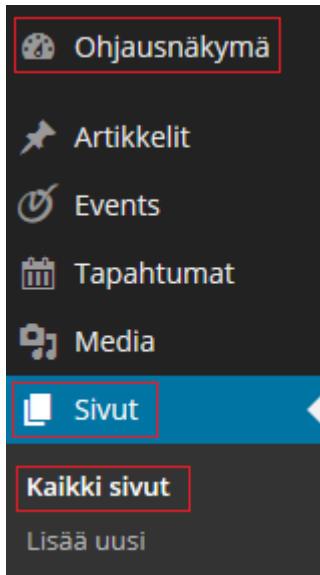 Ohjausnäkymä
Artikkelit
Events
Tapahtumat
Media
Sivut
Kaikki sivut
Lisää uusi